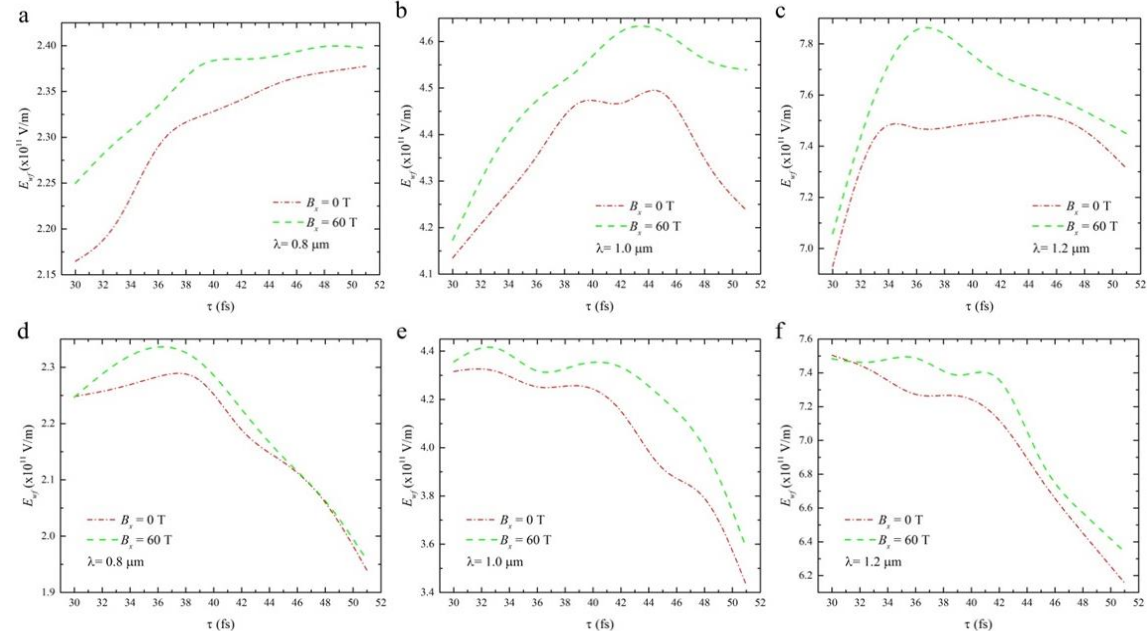 a
2.40
2.35
2.30
2.25
2.20
2.15
E_wf (x10^11 V/m)
B_x = 0 T
B_x = 60 T
λ= 0.8 µm
30 32 34 36 38 40 42 44 46 48 50 52
τ (fs)
b
4.6
4.5
4.4
4.3
4.2
4.1
E_wf (x10^11 V/m)
B_x = 0 T
B_x = 60 T
λ= 1.0 µm
30 32 34 36 38 40 42 44 46 48 50 52
τ (fs)
c
7.8
7.6
7.4
7.2
7.0
E_wf (x10^11 V/m)
B_x = 0 T
B_x = 60 T
λ= 1.2 µm
30 32 34 36 38 40 42 44 46 48 50 52
τ (fs)
d
2.3
2.2
2.1
2.0
1.9
E_wf (x10^11 V/m)
B_x = 0 T
B_x = 60 T
λ= 0.8 µm
30 32 34 36 38 40 42 44 46 48 50 52
τ (fs)
e
4.4
4.2
4.0
3.8
3.6
3.4
E_wf (x10^11 V/m)
B_x = 0 T
B_x = 60 T
λ= 1.0 µm
30 32 34 36 38 40 42 44 46 48 50 52
τ (fs)
f
7.6
7.4
7.2
7.0
6.8
6.6
6.4
6.2
E_wf (x10^11 V/m)
B_x = 0 T
B_x = 60 T
λ= 1.2 µm
30 32 34 36 38 40 42 44 46 48 50 52
τ (fs)